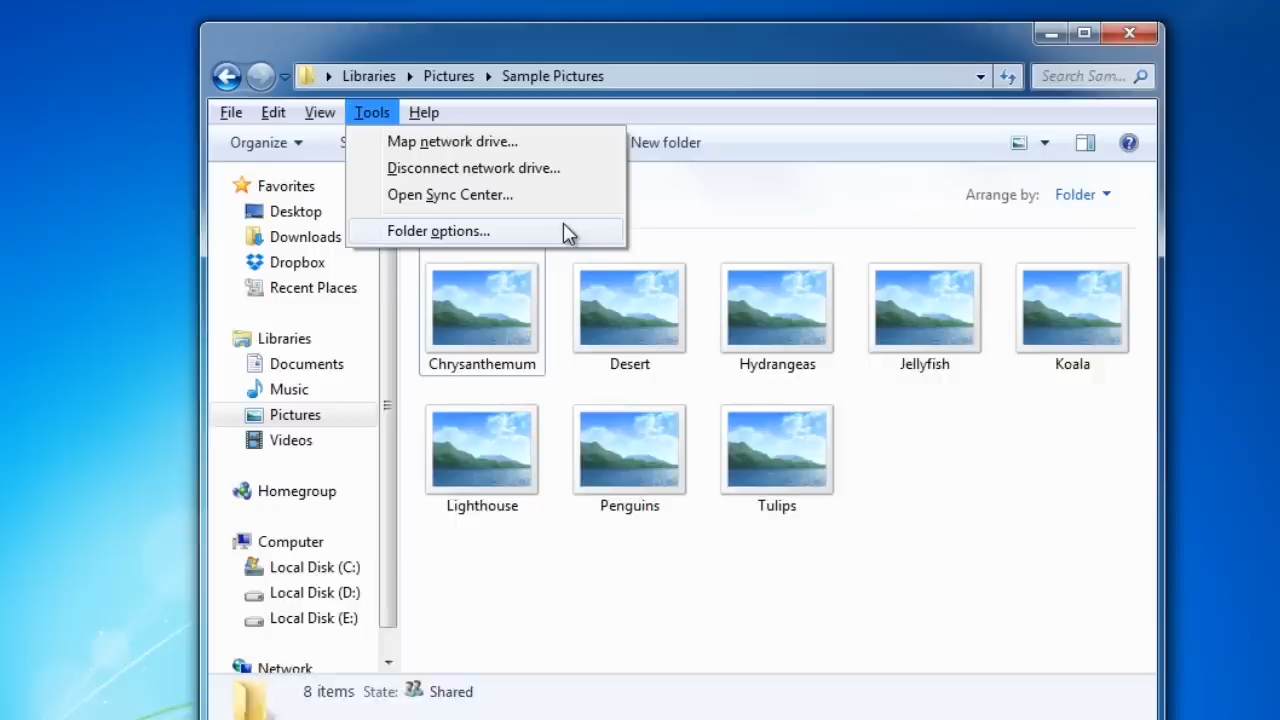 Libraries Pictures Sample Pictures
Search Sam...
File Edit View Tools Help
Organize New folder
Map network drive...
Disconnect network drive...
Open Sync Center...
Folder options...
Arrange by: Folder
Favorites
Desktop
Downloads
Dropbox
Recent Places
Libraries
Documents
Music
Pictures
Videos
Homegroup
Computer
Local Disk (C:)
Local Disk (D:)
Local Disk (E:)
Network
Chrysanthemum Desert Hydrangeas Jellyfish Koala
Lighthouse Penguins Tulips
8 items State: Shared